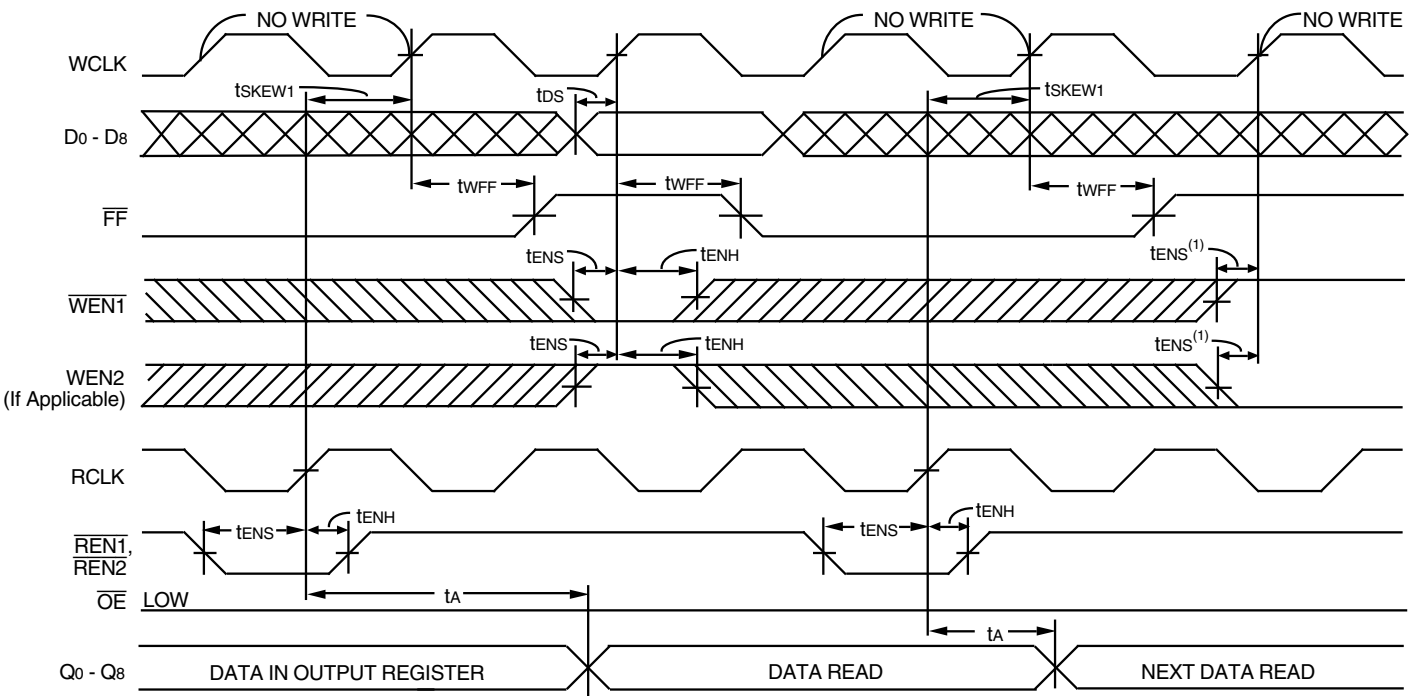 NO WRITE NO WRITE NO WRITE
WCLK
tSKEW1 tDS tSKEW1
D0 - D8
tWFF tWFF tWFF
FF
tENS tENH tENS(1)
WEN1
tENS tENH tENS(1)
WEN2
(If Applicable)
RCLK
tENS tENH tENS tENH
REN1,
REN2
tA
OE LOW
tA
Q0 - Q8 DATA IN OUTPUT REGISTER DATA READ NEXT DATA READ